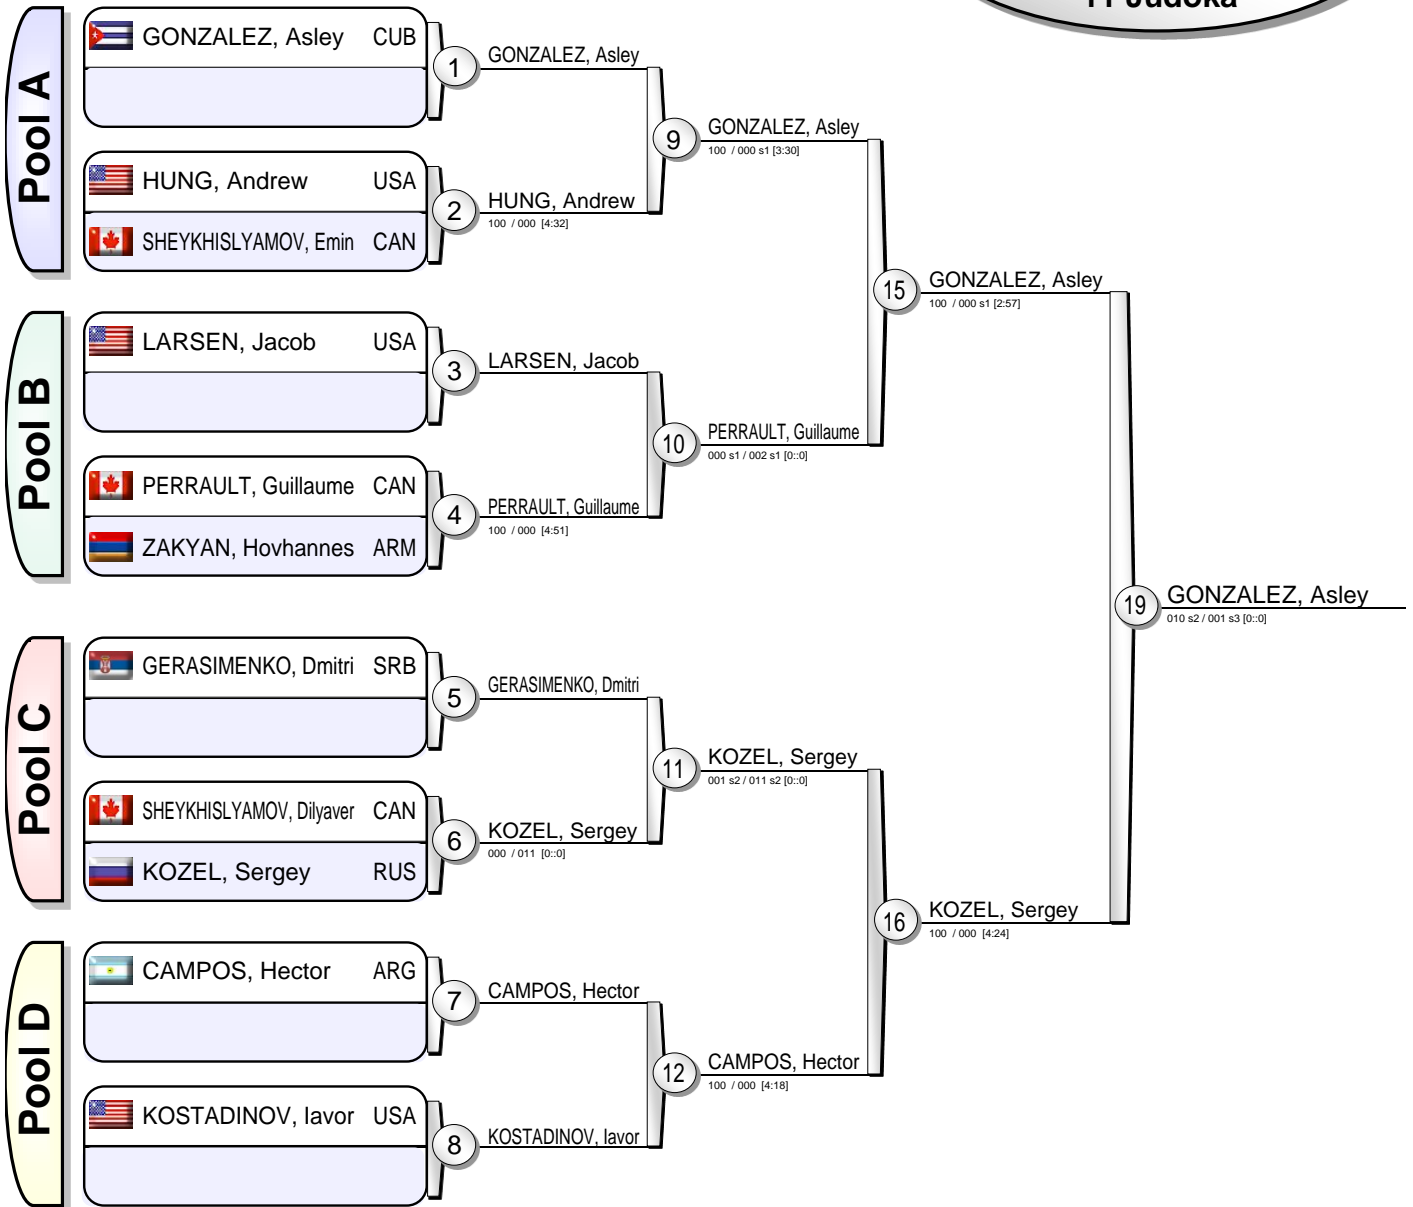 11 Judoka
Pool A
GONZALEZ, Asley CUB
1
GONZALEZ, Asley
HUNG, Andrew USA
SHEYKHISLYAMOV, Emin CAN
2
HUNG, Andrew
100 / 000 [4:32]
9
GONZALEZ, Asley
100 / 000 s1 [3:30]
Pool B
LARSEN, Jacob USA
3
LARSEN, Jacob
PERRAULT, Guillaume CAN
ZAKYAN, Hovhannes ARM
4
PERRAULT, Guillaume
100 / 000 [4:51]
10
PERRAULT, Guillaume
000 s1 / 002 s1 [0::0]
15
GONZALEZ, Asley
100 / 000 s1 [2:57]
Pool C
GERASIMENKO, Dmitri SRB
5
GERASIMENKO, Dmitri
SHEYKHISLYAMOV, Dilyaver CAN
KOZEL, Sergey RUS
6
KOZEL, Sergey
000 / 011 [0::0]
11
KOZEL, Sergey
001 s2 / 011 s2 [0::0]
Pool D
CAMPOS, Hector ARG
7
CAMPOS, Hector
KOSTADINOV, Iavor USA
8
KOSTADINOV, Iavor
12
CAMPOS, Hector
100 / 000 [4:18]
16
KOZEL, Sergey
100 / 000 [4:24]
19
GONZALEZ, Asley
010 s2 / 001 s3 [0::0]